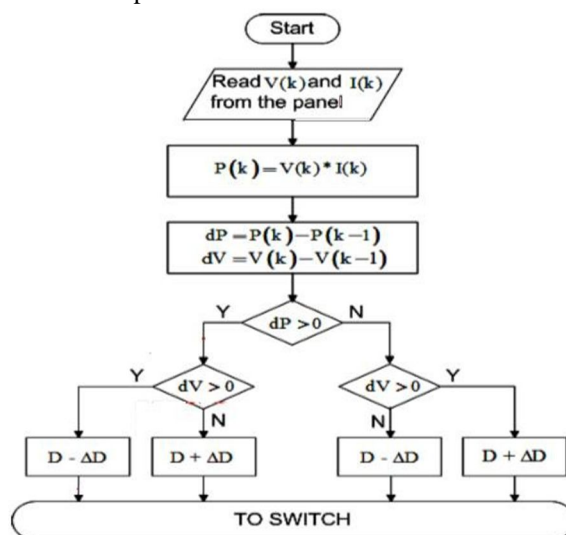 Start
Read V(k) and I(k)
from the panel
P(k)=V(k)*I(k)
dP=P(k)-P(k-1)
dV=V(k)-V(k-1)
Y
dP>0
N
Y
dV>0
N
dV>0
Y
N
D - ΔD
D + ΔD
D - ΔD
D + ΔD
TO SWITCH